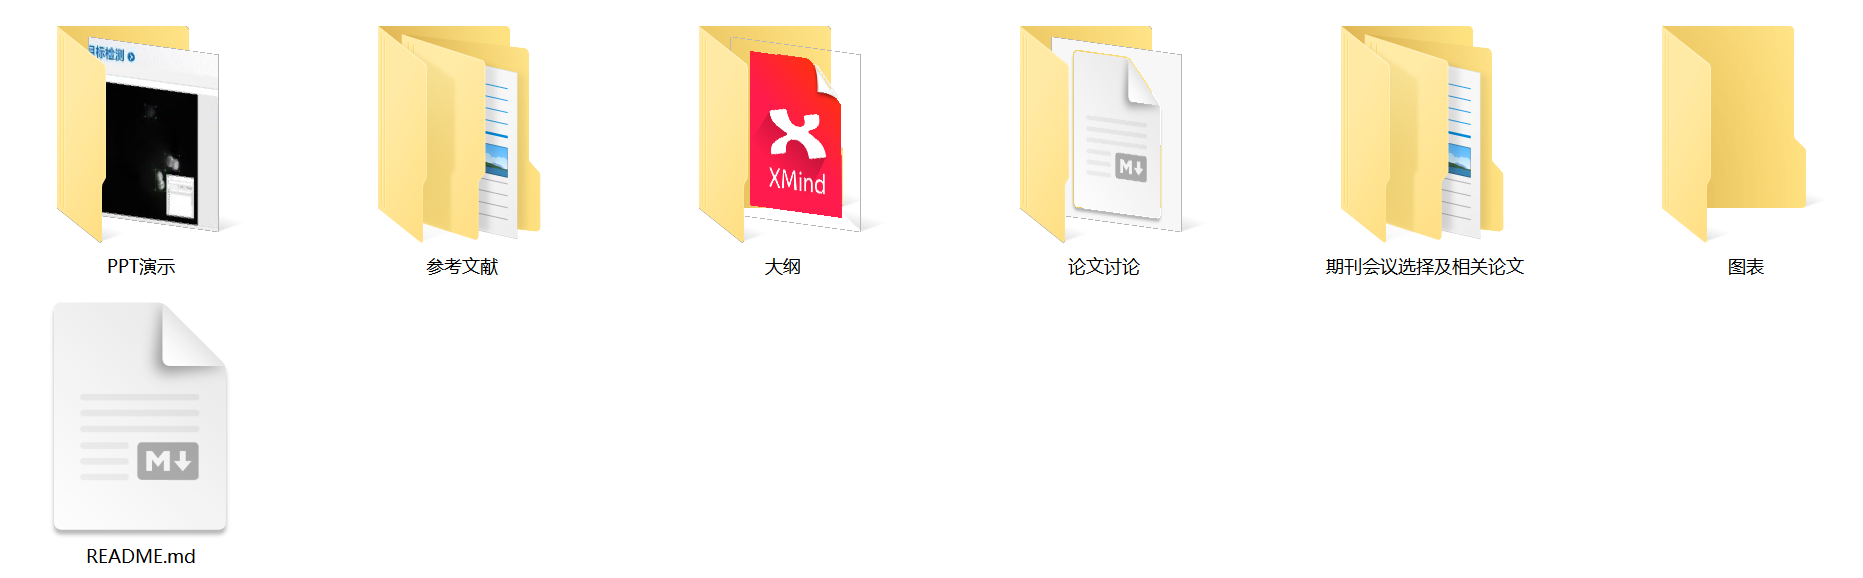 目标检测
XMind
M
PPT演示
参考文献
大纲
论文讨论
期刊会议选择及相关论文
图表
M
README.md